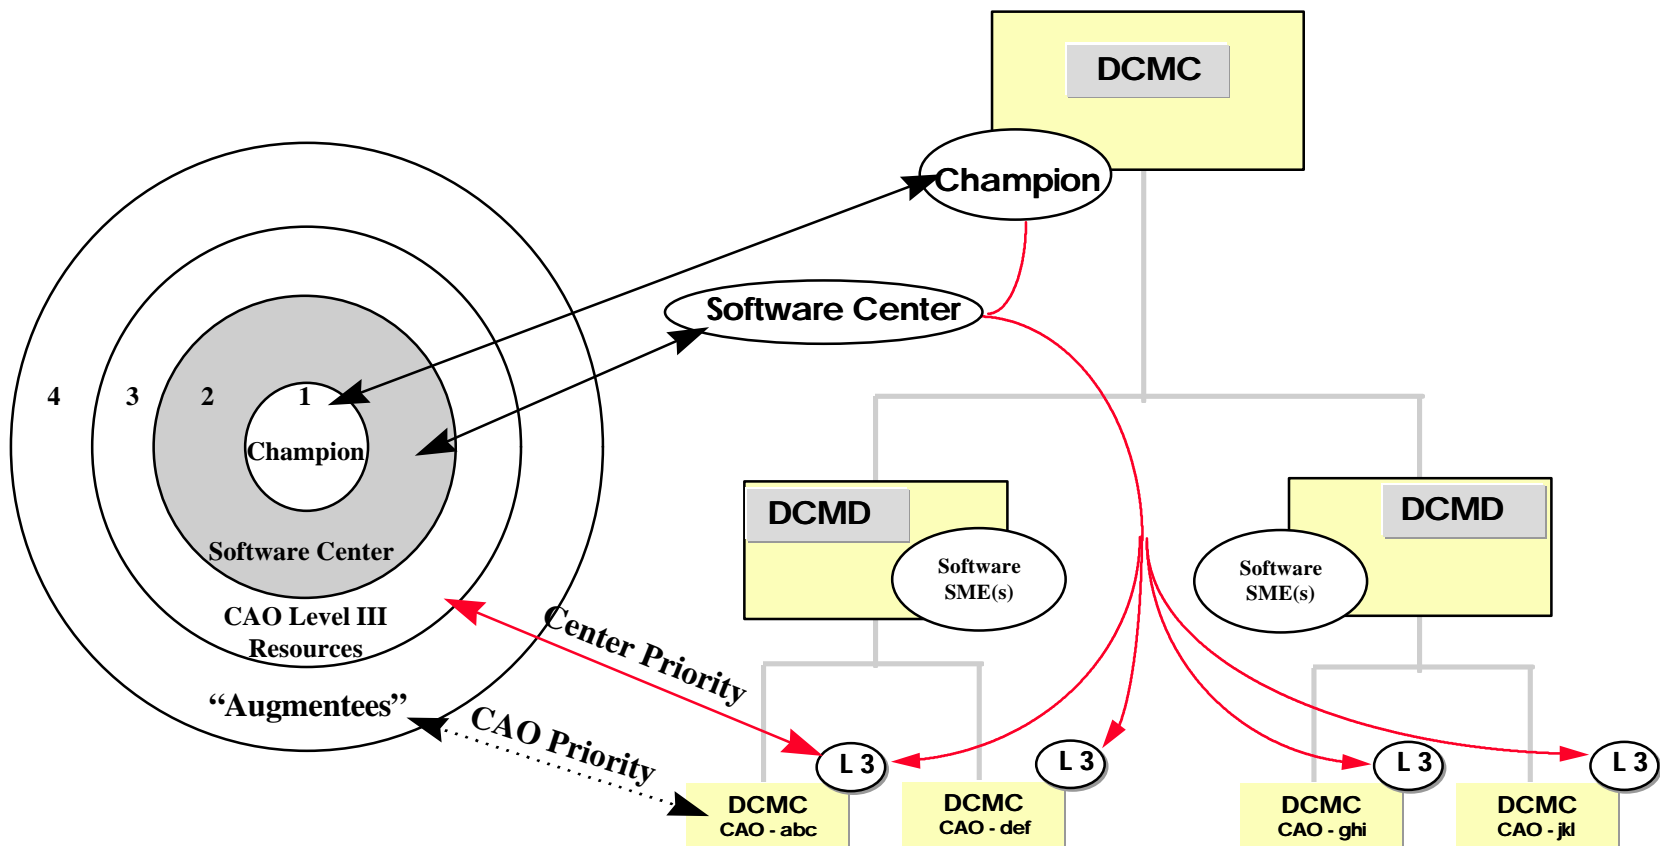 DCMC
Champion
Software Center
4
3
2
1
Champion
Software Center
CAO Level III
Resources
“Augmentees”
Center Priority
CAO Priority
DCMD
Software
SME(s)
DCMD
Software
SME(s)
L 3
L 3
L 3
L 3
DCMC
CAO - abc
DCMC
CAO - def
DCMC
CAO - ghi
DCMC
CAO - jkl